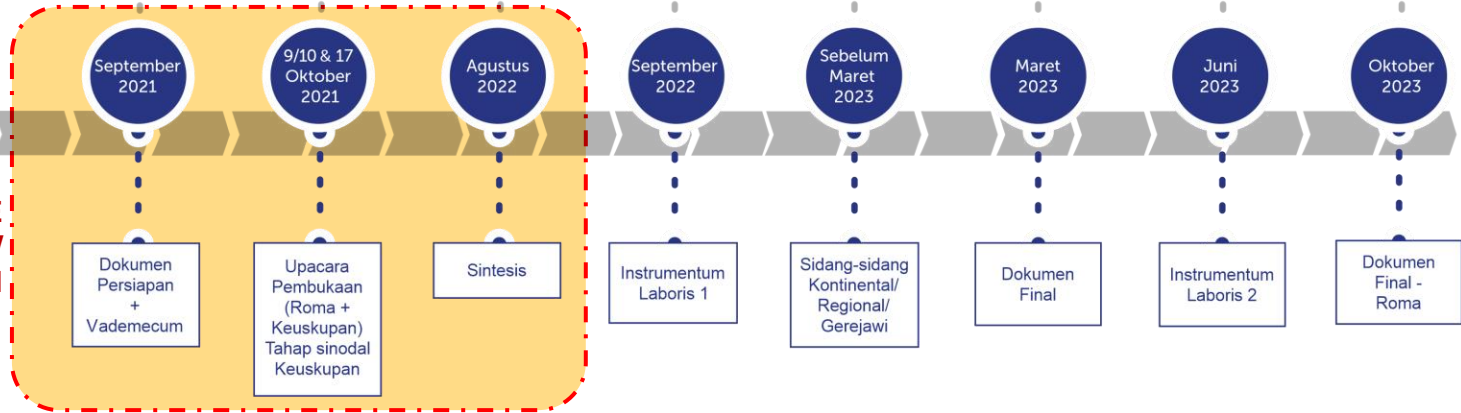 September
2021
9/10 & 17
Oktober
2021
Agustus
2022
September
2022
Sebelum
Maret
2023
Maret
2023
Juni
2023
Oktober
2023
Dokumen
Persiapan
+
Vademecum
Upacara
Pembukaan
(Roma +
Keuskupan)
Tahap sinodal
Keuskupan
Sintesis
Instrumentum
Laboris 1
Sidang-sidang
Kontinental/
Regional/
Gerejawi
Dokumen
Final
Instrumentum
Laboris 2
Dokumen
Final -
Roma